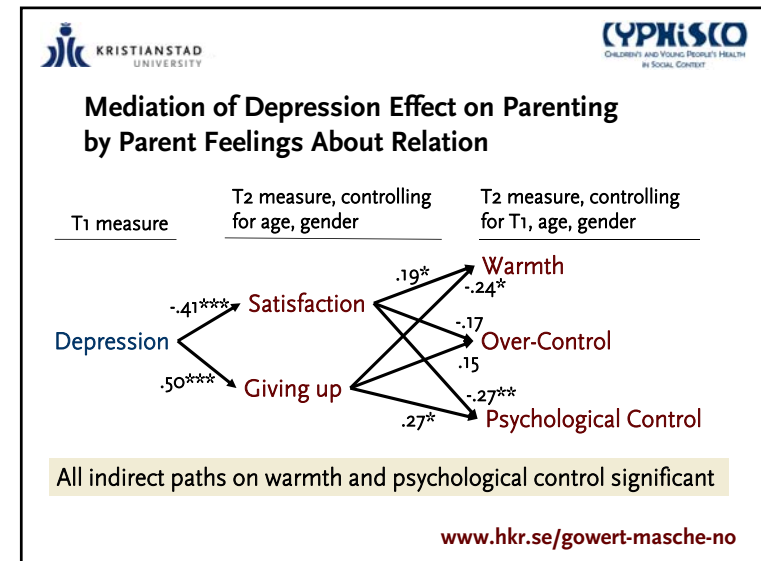 KRISTIANSTAD
UNIVERSITY
CYPHiSCO
CHILDREN'S AND YOUNG PEOPLE'S HEALTH
IN SOCIAL CONTEXT
Mediation of Depression Effect on Parenting
by Parent Feelings About Relation
T1 measure
T2 measure, controlling
for age, gender
T2 measure, controlling
for T1, age, gender
Depression
-.41***
.50***
Satisfaction
Giving up
.19*
-.24*
-.17
.15
-.27**
.27*
Warmth
Over-Control
Psychological Control
All indirect paths on warmth and psychological control significant
www.hkr.se/gowert-masche-no